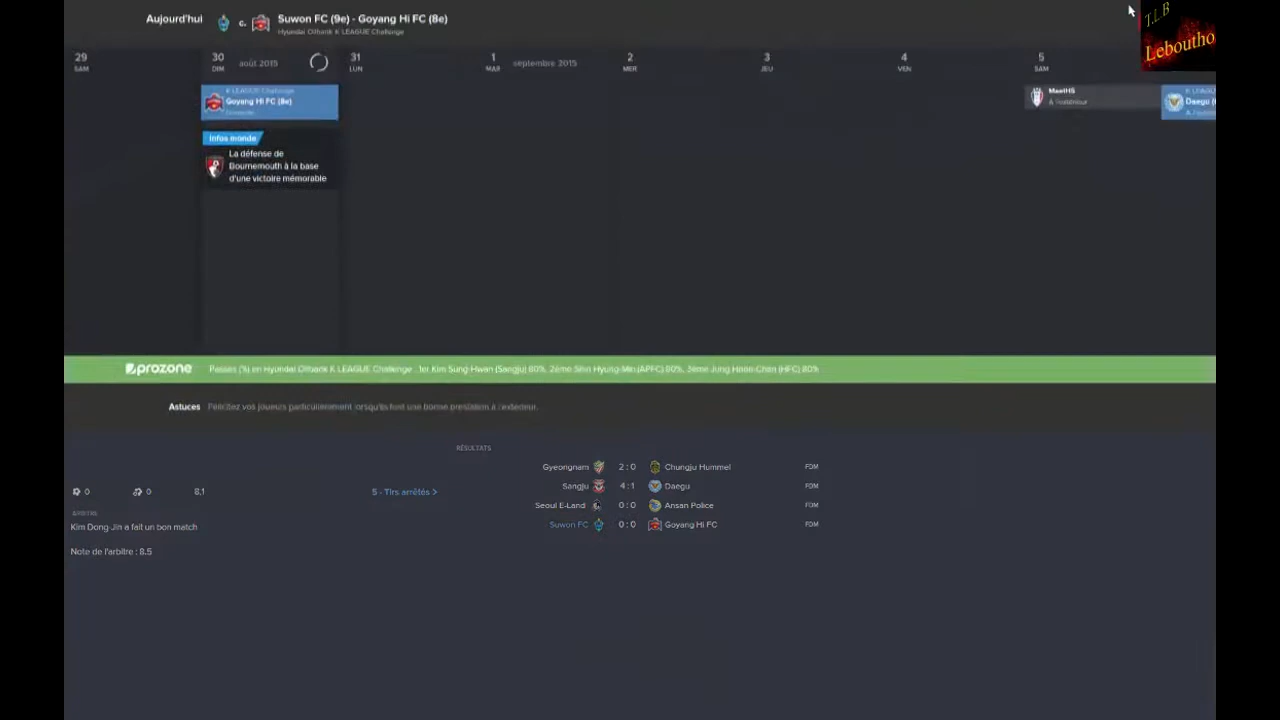 Aujourd'hui c. Suwon FC (9e) - Goyang Hi FC (8e)
Hyundai Oilbank K LEAGUE Challenge
T.L.B
Leboutho
29 SAM
30 DIM août 2015
31 LUN
1 MAR septembre 2015
2 MER
3 JEU
4 VEN
5 SAM
K LEAGUE Challenge
Goyang Hi FC (8e)
Domicile
MaelHS
A l'extérieur
K LEAGU
Daegu (
Infos monde
La défense de
Bournemouth à la base
d'une victoire mémorable
prozone
Passes (%) en Hyundai Oilbank K LEAGUE Challenge : 1er Kim Sung-Hwan (Sangju) 80%, 2ème Shin Hyung-Min (APFC) 80%, 3ème Jung Hoon-Chan (HFC) 80%
Astuces Félicitez vos joueurs particulièrement lorsqu'ils font une bonne prestation à l'extérieur.
RÉSULTATS
Gyeongnam 2 : 0 Chungju Hummel FDM
Sangju 4 : 1 Daegu FDM
Seoul E-Land 0 : 0 Ansan Police FDM
Suwon FC 0 : 0 Goyang Hi FC FDM
0 0 8.1 5 - Tirs arrêtés >
ARBITRE
Kim Dong-Jin a fait un bon match
Note de l'arbitre : 8.5